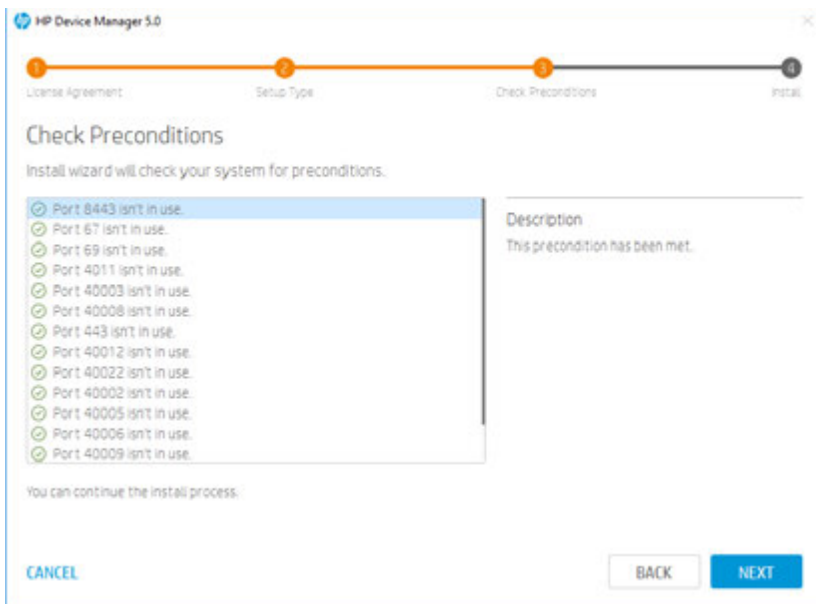 hp HP Device Manager 5.0
1 2 3 4
License Agreement Setup Type Check Preconditions Install
Check Preconditions
Install wizard will check your system for preconditions.
Port 8443 isn't in use.
Port 67 isn't in use.
Port 69 isn't in use.
Port 4011 isn't in use.
Port 40003 isn't in use.
Port 40008 isn't in use.
Port 443 isn't in use.
Port 40012 isn't in use.
Port 40022 isn't in use.
Port 40002 isn't in use.
Port 40005 isn't in use.
Port 40006 isn't in use.
Port 40009 isn't in use.
Description
This precondition has been met.
You can continue the install process.
CANCEL BACK NEXT